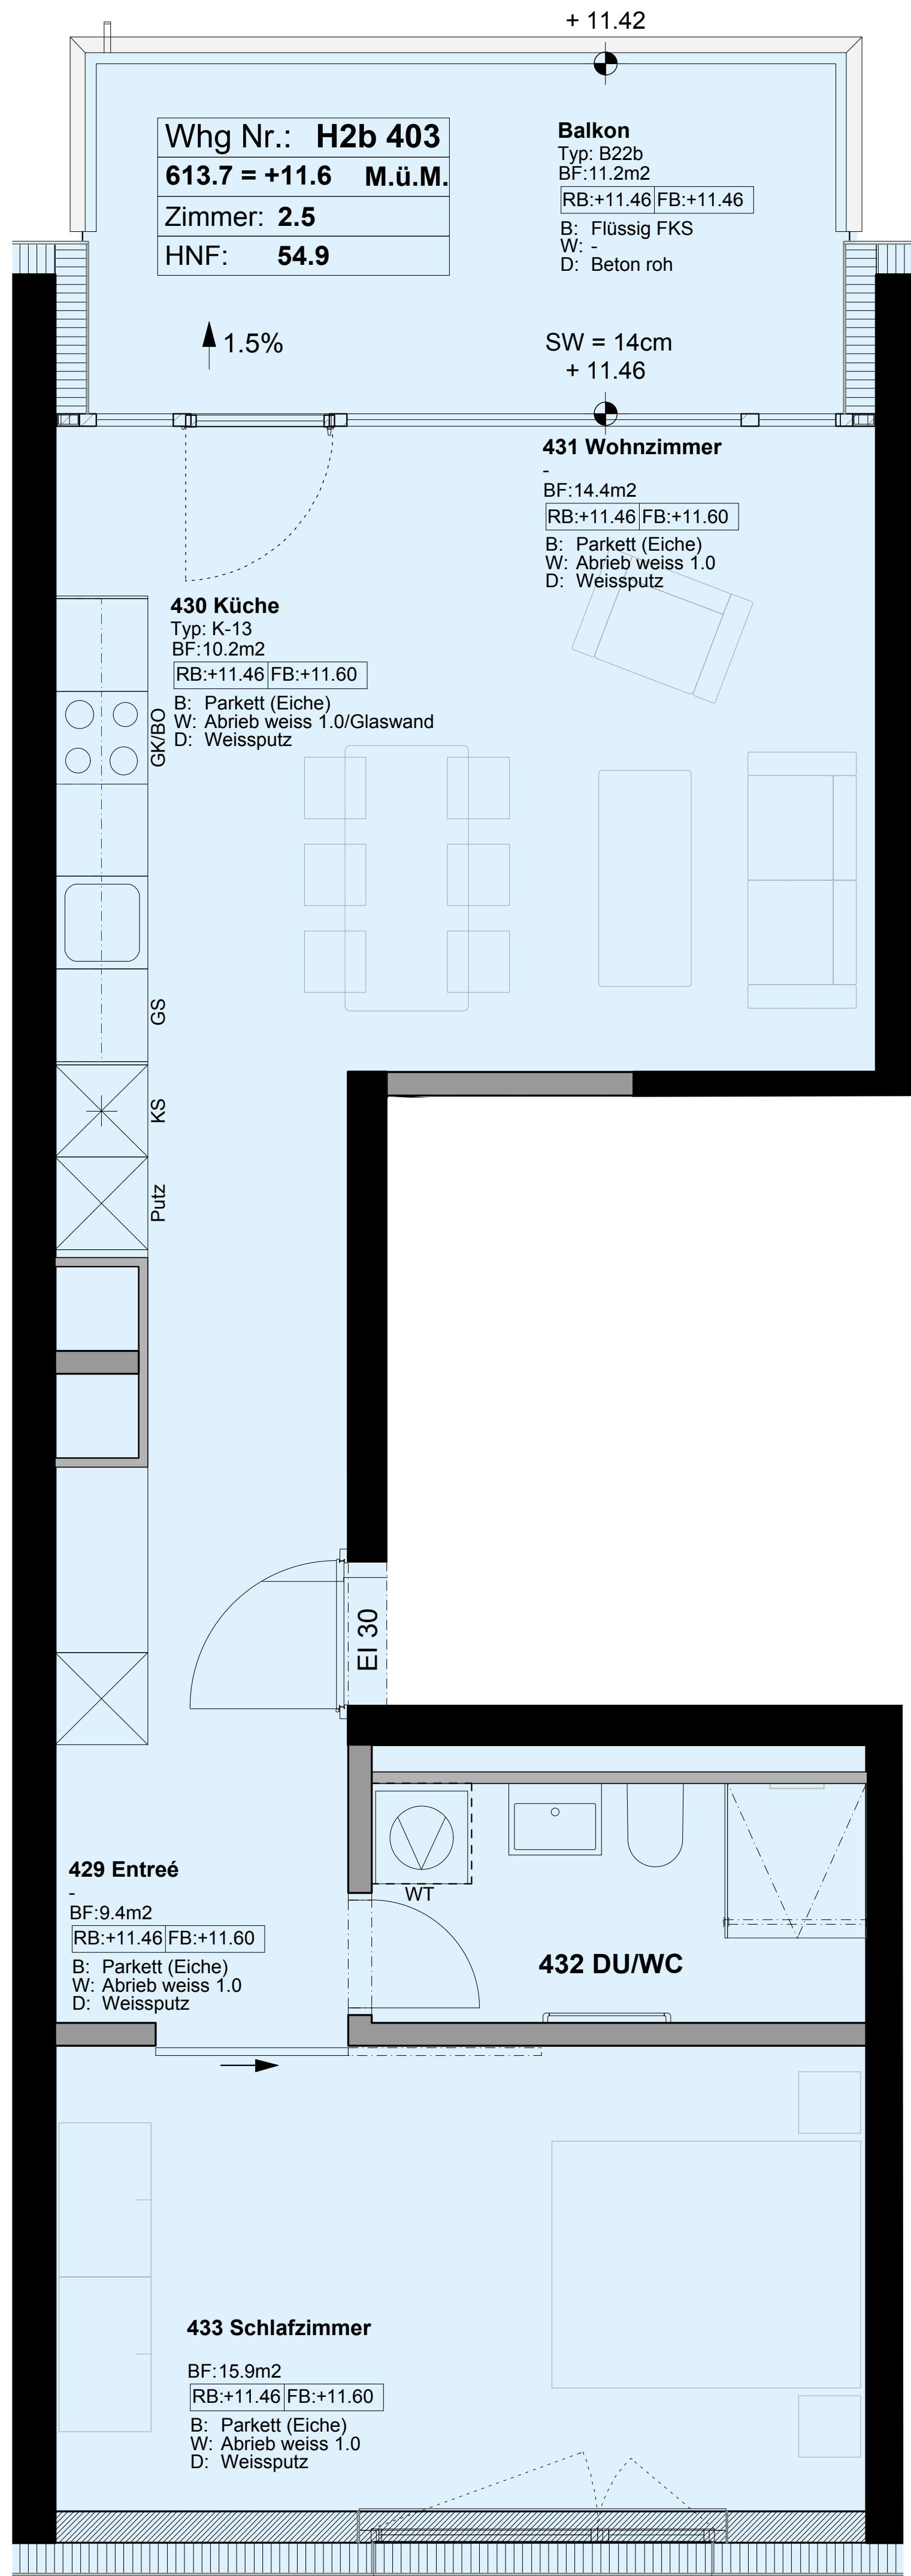 + 11.42
Whg Nr.: H2b 403
613.7 = +11.6 M.ü.M.
Zimmer: 2.5
HNF: 54.9
Balkon
Typ: B22b
BF:11.2m2
RB:+11.46 FB:+11.46
B: Flüssig FKS
W: -
D: Beton roh
1.5%
SW = 14cm
+ 11.46
431 Wohnzimmer
-
BF:14.4m2
RB:+11.46 FB:+11.60
B: Parkett (Eiche)
W: Abrieb weiss 1.0
D: Weissputz
430 Küche
Typ: K-13
BF:10.2m2
RB:+11.46 FB:+11.60
B: Parkett (Eiche)
W: Abrieb weiss 1.0/Glaswand
D: Weissputz
GK/BO
GS
KS
Putz
EI 30
WT
432 DU/WC
429 Entreé
-
BF:9.4m2
RB:+11.46 FB:+11.60
B: Parkett (Eiche)
W: Abrieb weiss 1.0
D: Weissputz
433 Schlafzimmer
BF:15.9m2
RB:+11.46 FB:+11.60
B: Parkett (Eiche)
W: Abrieb weiss 1.0
D: Weissputz